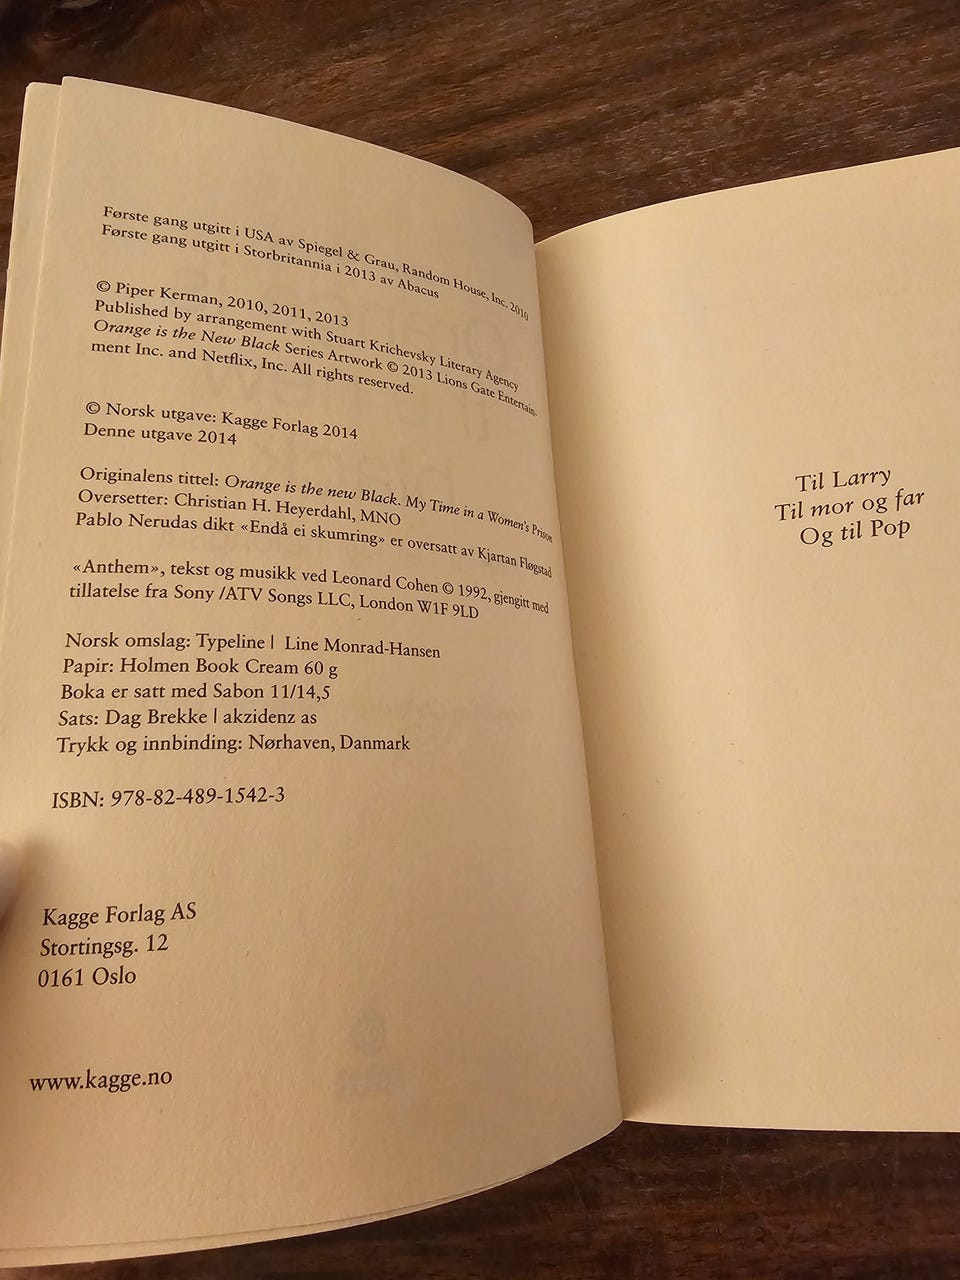 Første gang utgitt i USA av Spiegel & Grau, Random House, Inc. 2010
Første gang utgitt i Storbritannia i 2013 av Abacus
© Piper Kerman, 2010, 2011, 2013
Published by arrangement with Stuart Krichevsky Literary Agency
Orange is the New Black Series Artwork © 2013 Lions Gate Entertain-
ment Inc. and Netflix, Inc. All rights reserved.
© Norsk utgave: Kagge Forlag 2014
Denne utgave 2014
Originalens tittel: Orange is the new Black. My Time in a Women's Prison
Oversetter: Christian H. Heyerdahl, MNO
Pablo Nerudas dikt «Endå ei skumring» er oversatt av Kjartan Fløgstad
«Anthem», tekst og musikk ved Leonard Cohen © 1992, gjengitt med
tillatelse fra Sony /ATV Songs LLC, London W1F 9LD
Norsk omslag: Typeline | Line Monrad-Hansen
Papir: Holmen Book Cream 60 g
Boka er satt med Sabon 11/14,5
Sats: Dag Brekke | akzidenz as
Trykk og innbinding: Nørhaven, Danmark
ISBN: 978-82-489-1542-3
Kagge Forlag AS
Stortingsg. 12
0161 Oslo
www.kagge.no
Til Larry
Til mor og far
Og til Pop